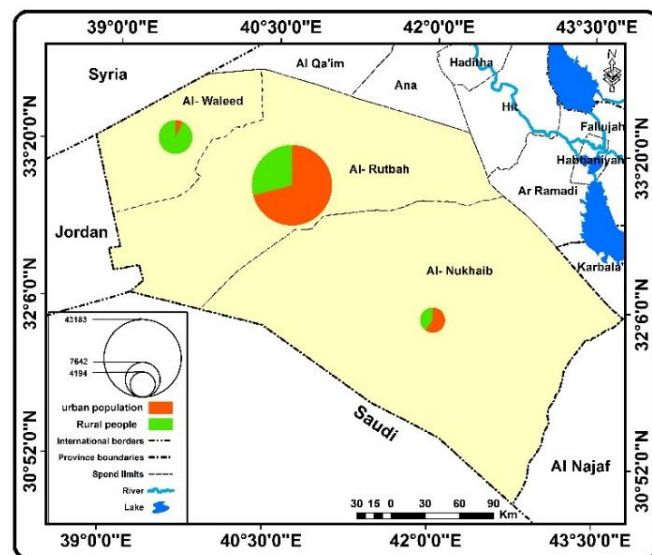 39°0'0"E 40°30'0"E 42°0'0"E 43°30'0"E
Syria
Al Qa'im
Haditha
N
Ana
Al- Waleed
Hit
Fallujah
Habbaniyah
33°20'0"N
33°20'0"N
Al- Rutbah
Ar Ramadi
Jordan
Karbala'
Al- Nukhaib
32°6'0"N
32°6'0"N
43183
7642
4194
urban population
Rural people
International borders
Province boundaries
Spend limits
River
Lake
Saudi
Al Najaf
30°52'0"N
30°52'0"N
30 15 0 30 60 90
Km
39°0'0"E 40°30'0"E 42°0'0"E 43°30'0"E